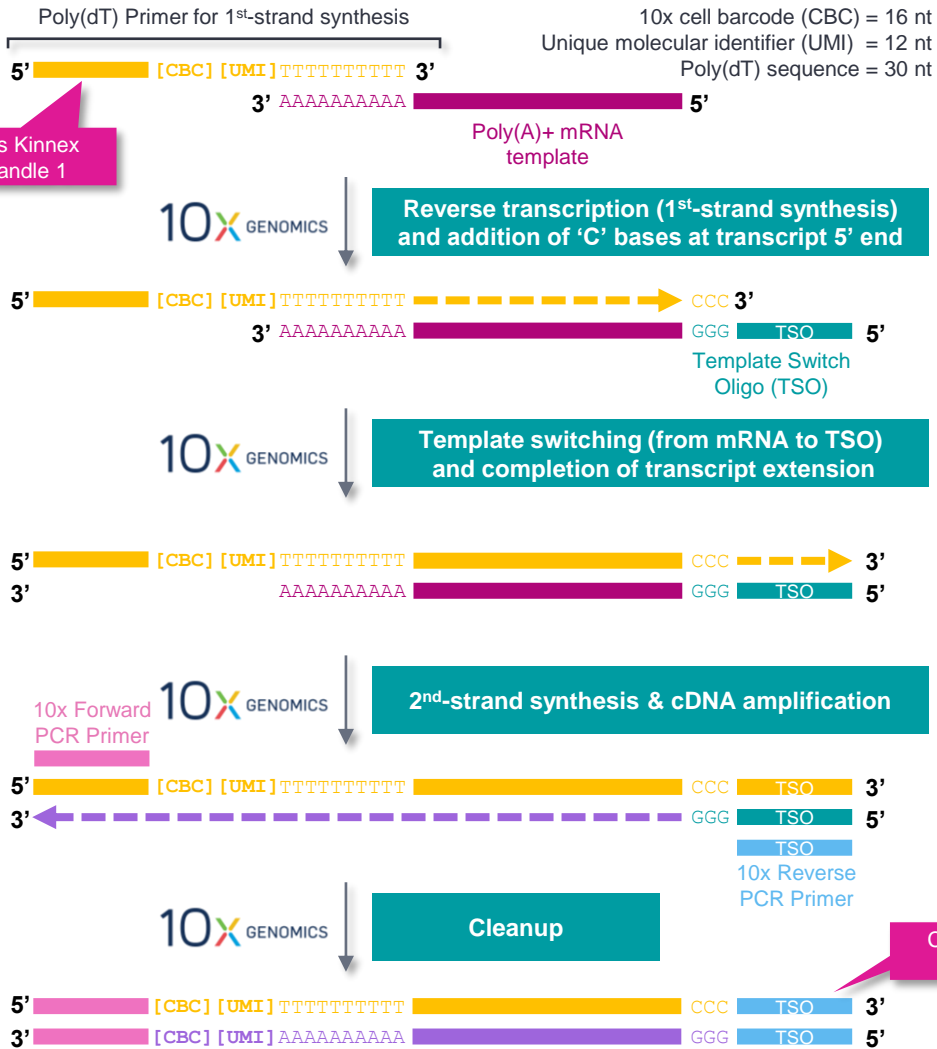 Poly(dT) Primer for 1st-strand synthesis
10x cell barcode (CBC) = 16 nt
Unique molecular identifier (UMI) = 12 nt
Poly(dT) sequence = 30 nt
5’ [CBC][UMI]TTTTTTTTTT 3’
3’ AAAAAAAAAA 5’
Poly(A)+ mRNA
template
Kinnex
1
10X GENOMICS
Reverse transcription (1st-strand synthesis)
and addition of ‘C’ bases at transcript 5’ end
5’ [CBC][UMI]TTTTTTTTTT CCC 3’
3’ AAAAAAAAAA GGG TSO 5’
Template Switch
Oligo (TSO)
10X GENOMICS
Template switching (from mRNA to TSO)
and completion of transcript extension
5’ [CBC][UMI]TTTTTTTTTT CCC 3’
3’ AAAAAAAAAA GGG TSO 5’
10X GENOMICS
2nd-strand synthesis & cDNA amplification
10x Forward
PCR Primer
5’ [CBC][UMI]TTTTTTTTTT CCC TSO 3’
3’ GGG TSO 5’
TSO
10x Reverse
PCR Primer
10X GENOMICS
Cleanup
5’ [CBC][UMI]TTTTTTTTTT CCC TSO 3’
3’ [CBC][UMI]AAAAAAAAAA GGG TSO 5’